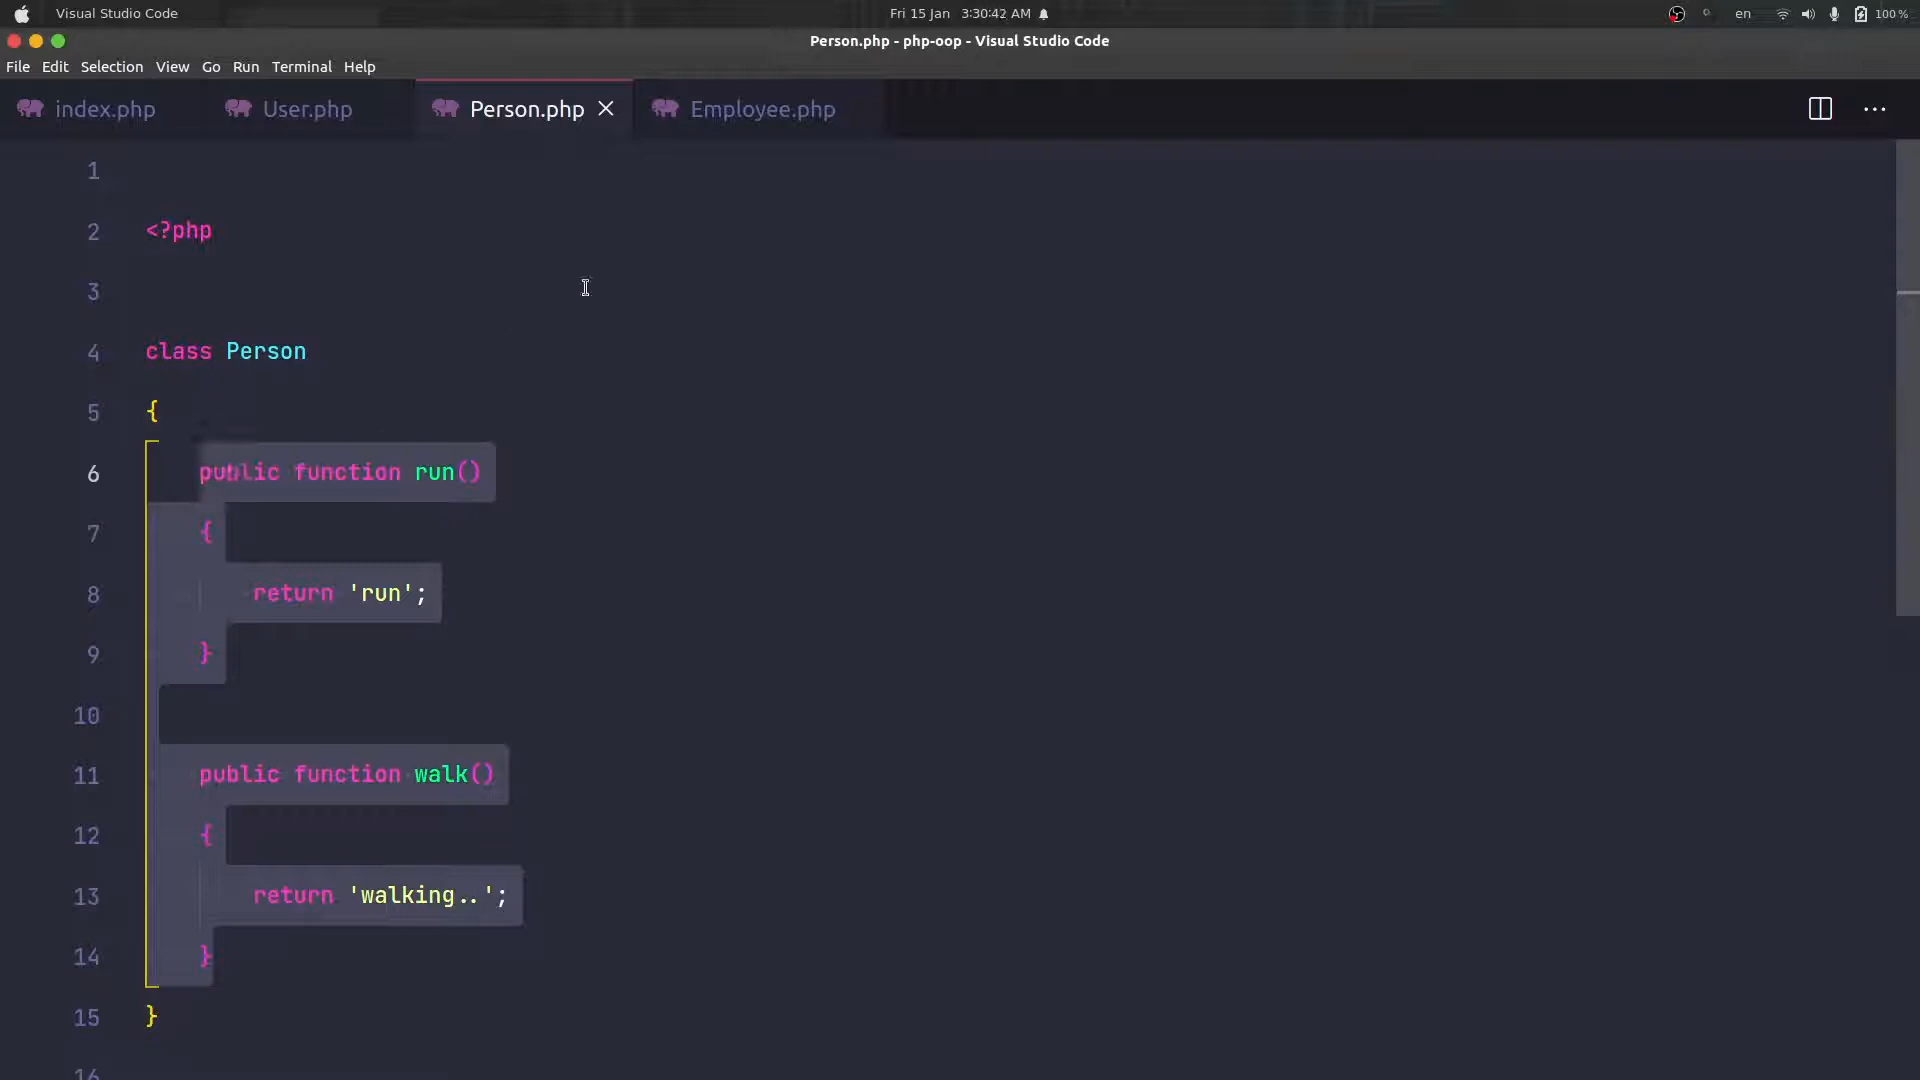 Visual Studio Code Fri 15 Jan 3:30:42 AM en 100 %
Person.php - php-oop - Visual Studio Code
File Edit Selection View Go Run Terminal Help
index.php User.php Person.php Employee.php
1
2 <?php
3
4 class Person
5 {
6 public function run()
7 {
8 return 'run';
9 }
10
11 public function walk()
12 {
13 return 'walking..';
14 }
15 }
16